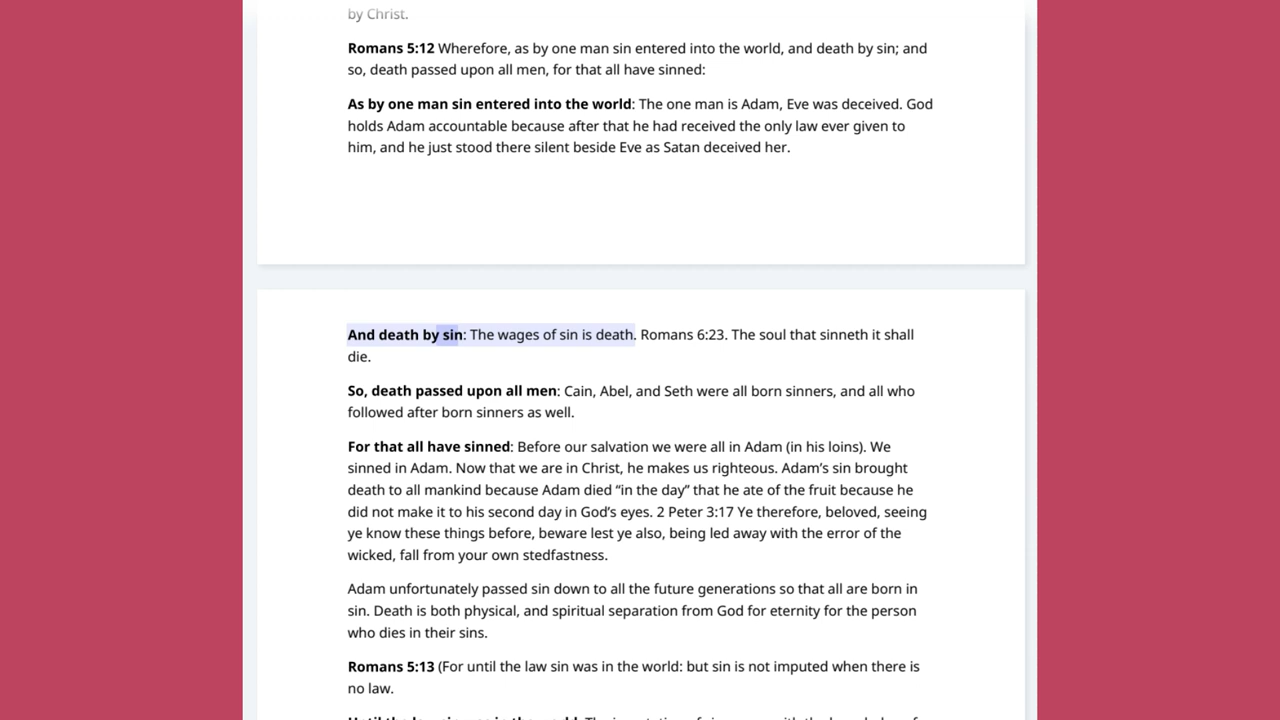 by Christ.
Romans 5:12 Wherefore, as by one man sin entered into the world, and death by sin; and
so, death passed upon all men, for that all have sinned:
As by one man sin entered into the world: The one man is Adam, Eve was deceived. God
holds Adam accountable because after that he had received the only law ever given to
him, and he just stood there silent beside Eve as Satan deceived her.
And death by sin: The wages of sin is death. Romans 6:23. The soul that sinneth it shall
die.
So, death passed upon all men: Cain, Abel, and Seth were all born sinners, and all who
followed after born sinners as well.
For that all have sinned: Before our salvation we were all in Adam (in his loins). We
sinned in Adam. Now that we are in Christ, he makes us righteous. Adam’s sin brought
death to all mankind because Adam died “in the day” that he ate of the fruit because he
did not make it to his second day in God’s eyes. 2 Peter 3:17 Ye therefore, beloved, seeing
ye know these things before, beware lest ye also, being led away with the error of the
wicked, fall from your own stedfastness.
Adam unfortunately passed sin down to all the future generations so that all are born in
sin. Death is both physical, and spiritual separation from God for eternity for the person
who dies in their sins.
Romans 5:13 (For until the law sin was in the world: but sin is not imputed when there is
no law.